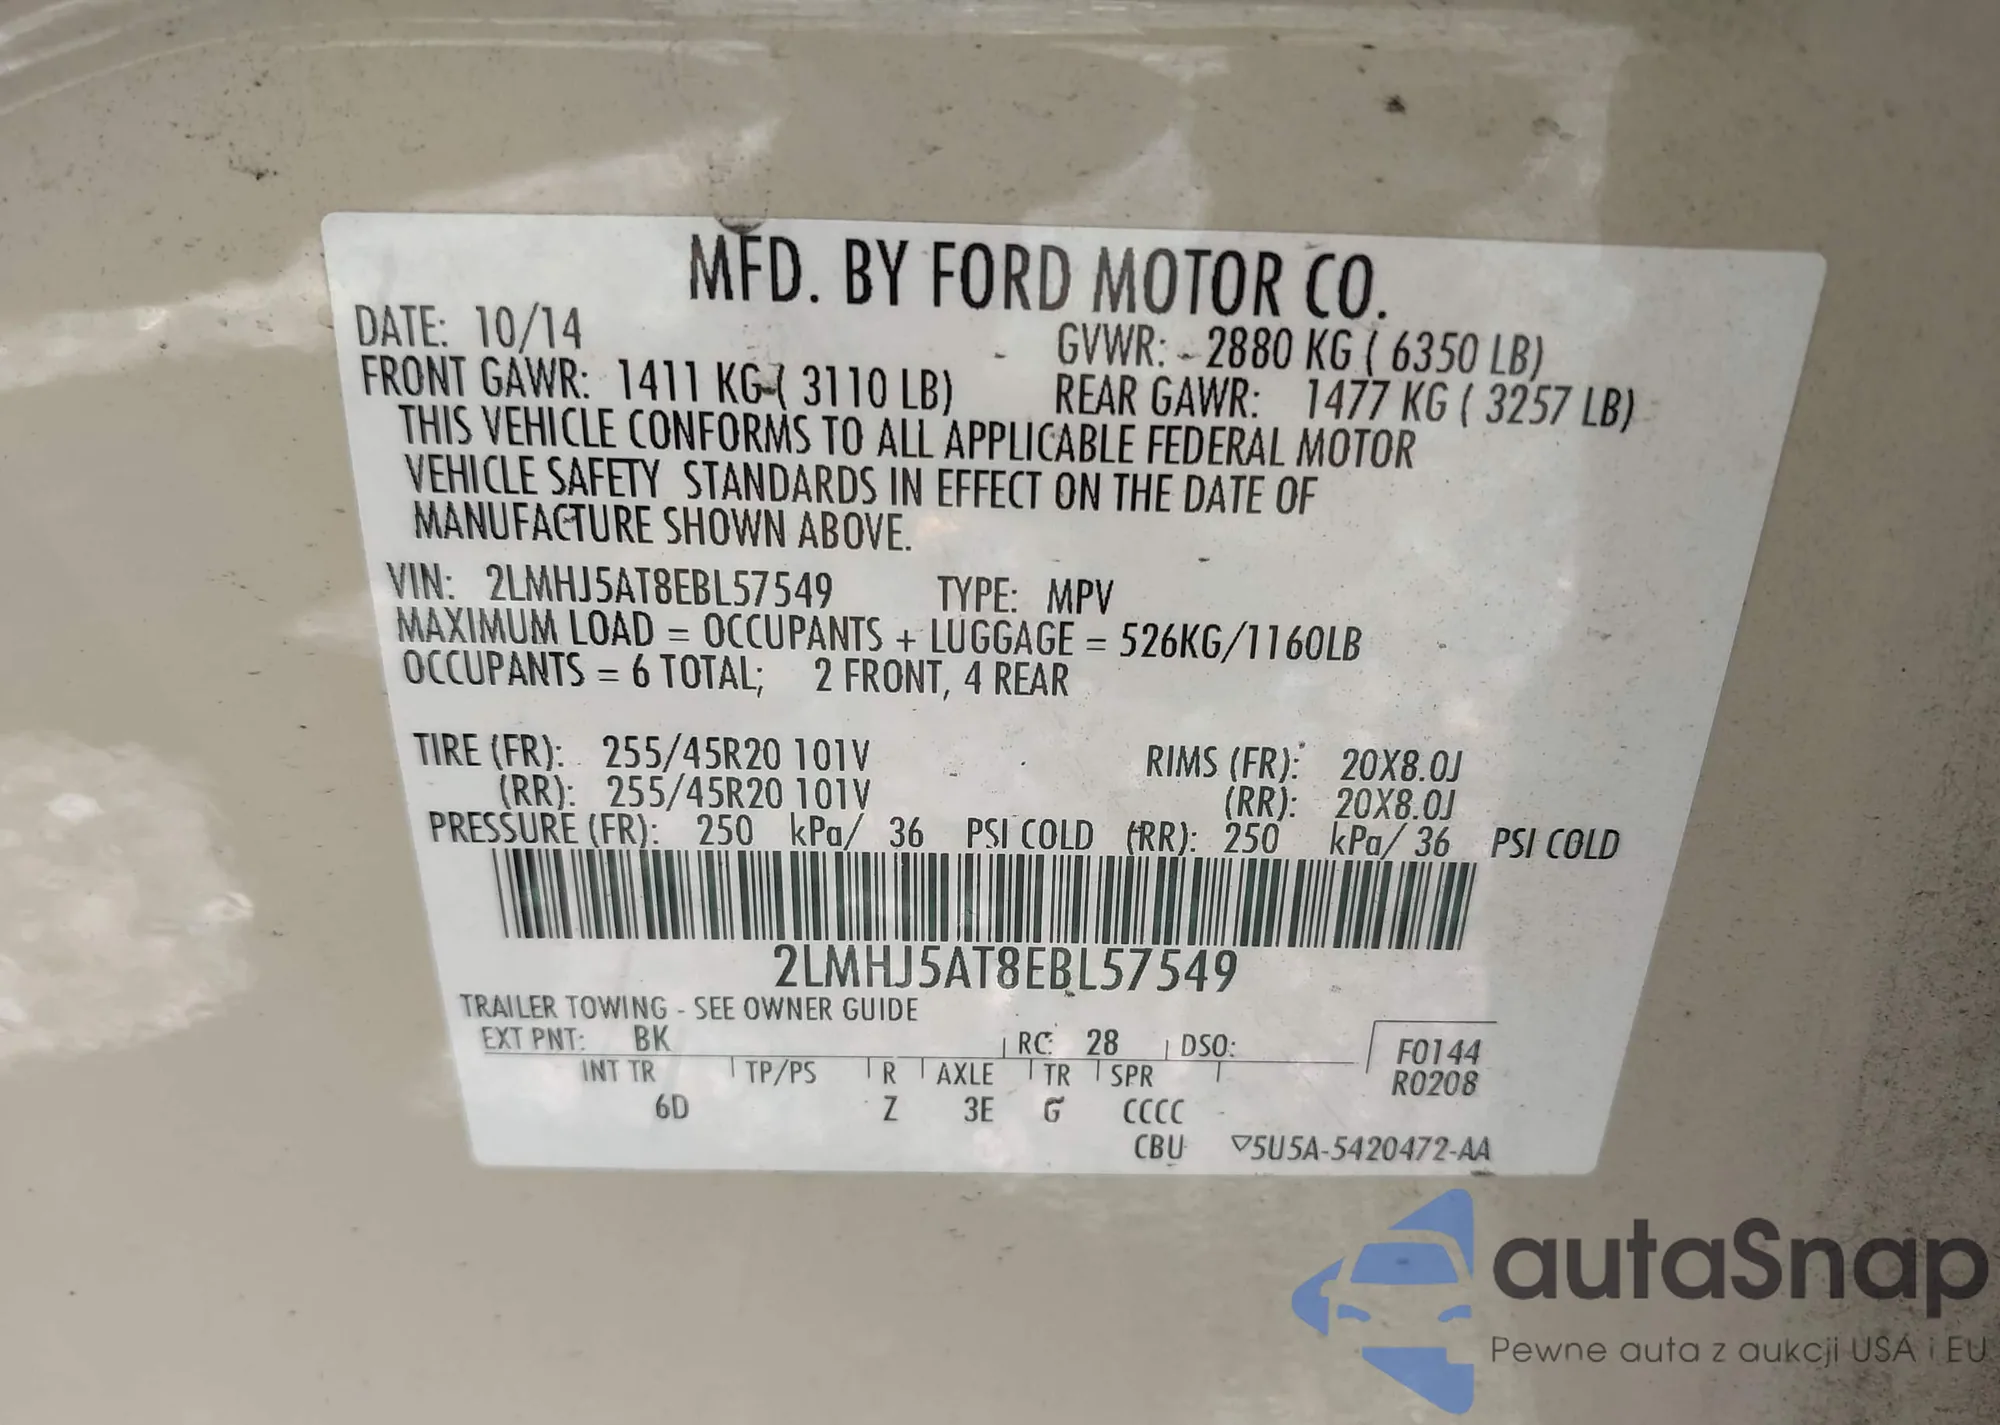 MFD. BY FORD MOTOR CO.
DATE: 10/14
GVWR: 2880 KG ( 6350 LB)
FRONT GAWR: 1411 KG ( 3110 LB) REAR GAWR: 1477 KG ( 3257 LB)
THIS VEHICLE CONFORMS TO ALL APPLICABLE FEDERAL MOTOR
VEHICLE SAFETY STANDARDS IN EFFECT ON THE DATE OF
MANUFACTURE SHOWN ABOVE.
VIN: 2LMHJ5AT8EBL57549 TYPE: MPV
MAXIMUM LOAD = OCCUPANTS + LUGGAGE = 526KG/1160LB
OCCUPANTS = 6 TOTAL; 2 FRONT, 4 REAR
TIRE (FR): 255/45R20 101V RIMS (FR): 20X8.0J
(RR): 255/45R20 101V (RR): 20X8.0J
PRESSURE (FR): 250 kPa/ 36 PSI COLD (RR): 250 kPa/ 36 PSI COLD
2LMHJ5AT8EBL57549
TRAILER TOWING - SEE OWNER GUIDE
EXT PNT: BK RC: 28 DSO: F0144
INT TR TP/PS R AXLE TR SPR R0208
6D Z 3E G CCCC
CBU ▽5U5A-5420472-AA
autaSnap
Pewne auta z aukcji USA i EU